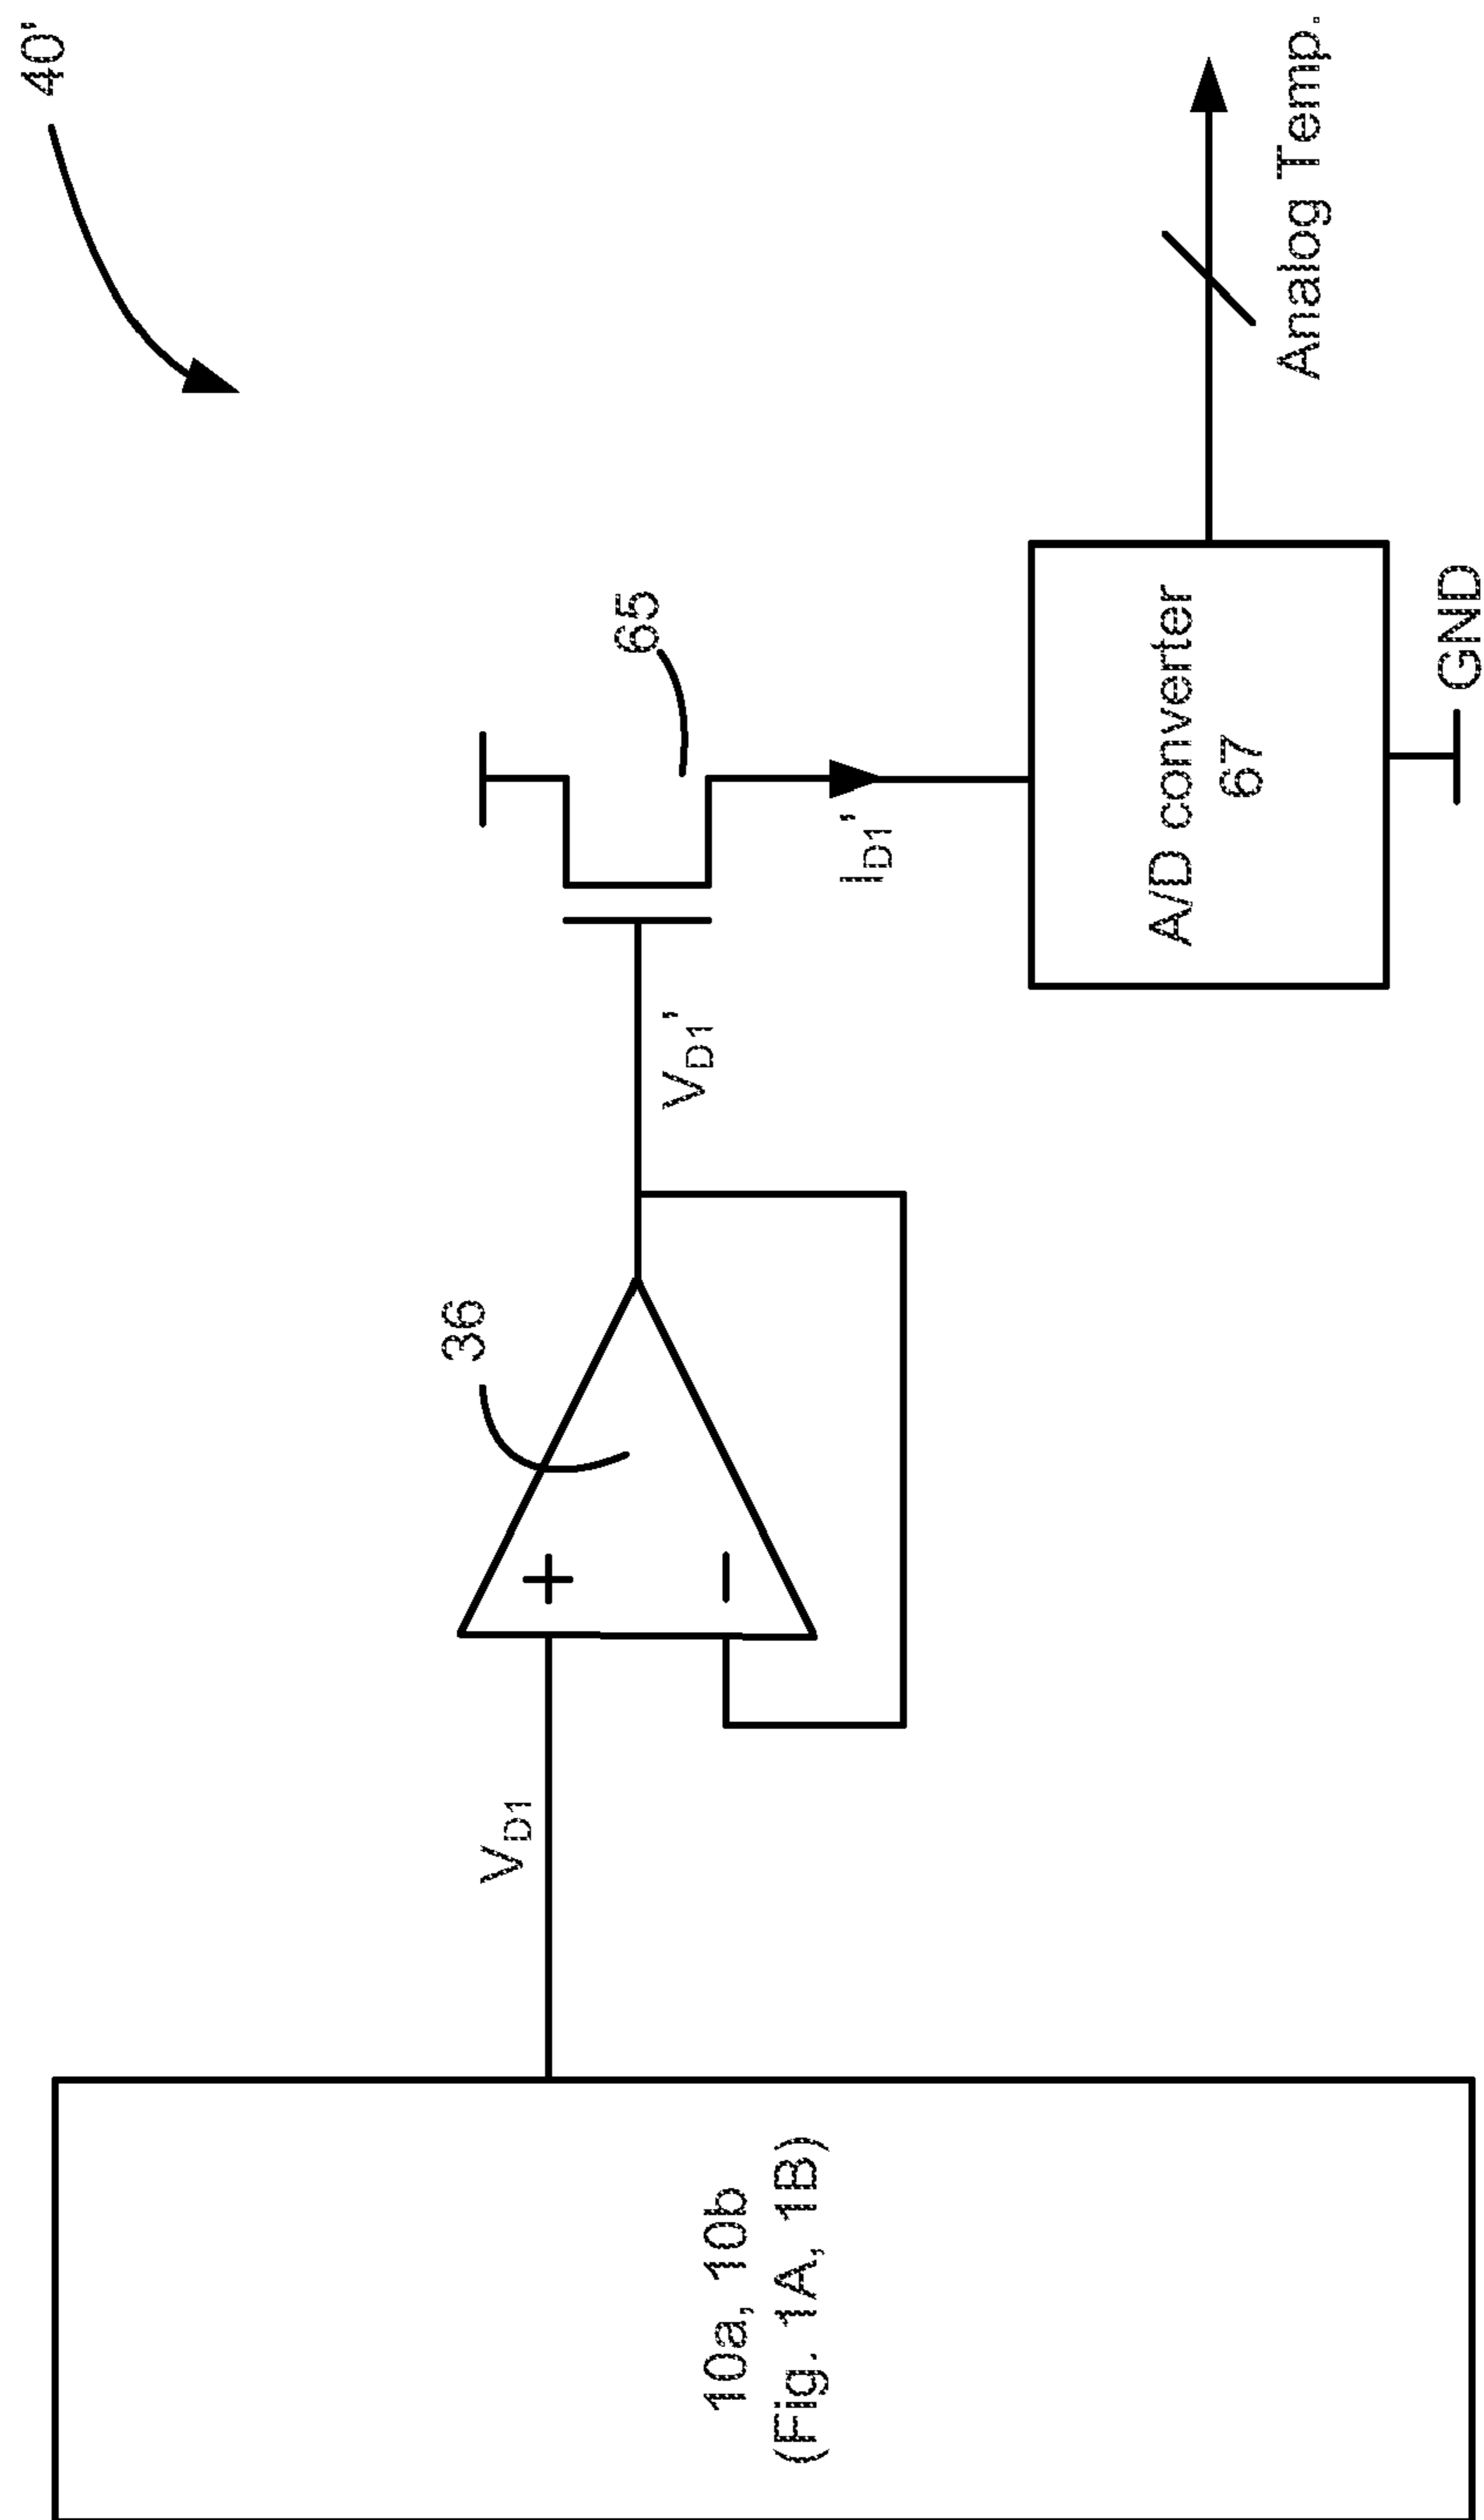 40'
10a, 10b
(Fig. 1A, 1B)
V_D1
+
−
36
V_D1'
65
I_D1'
A/D converter
67
GND
Analog Temp.